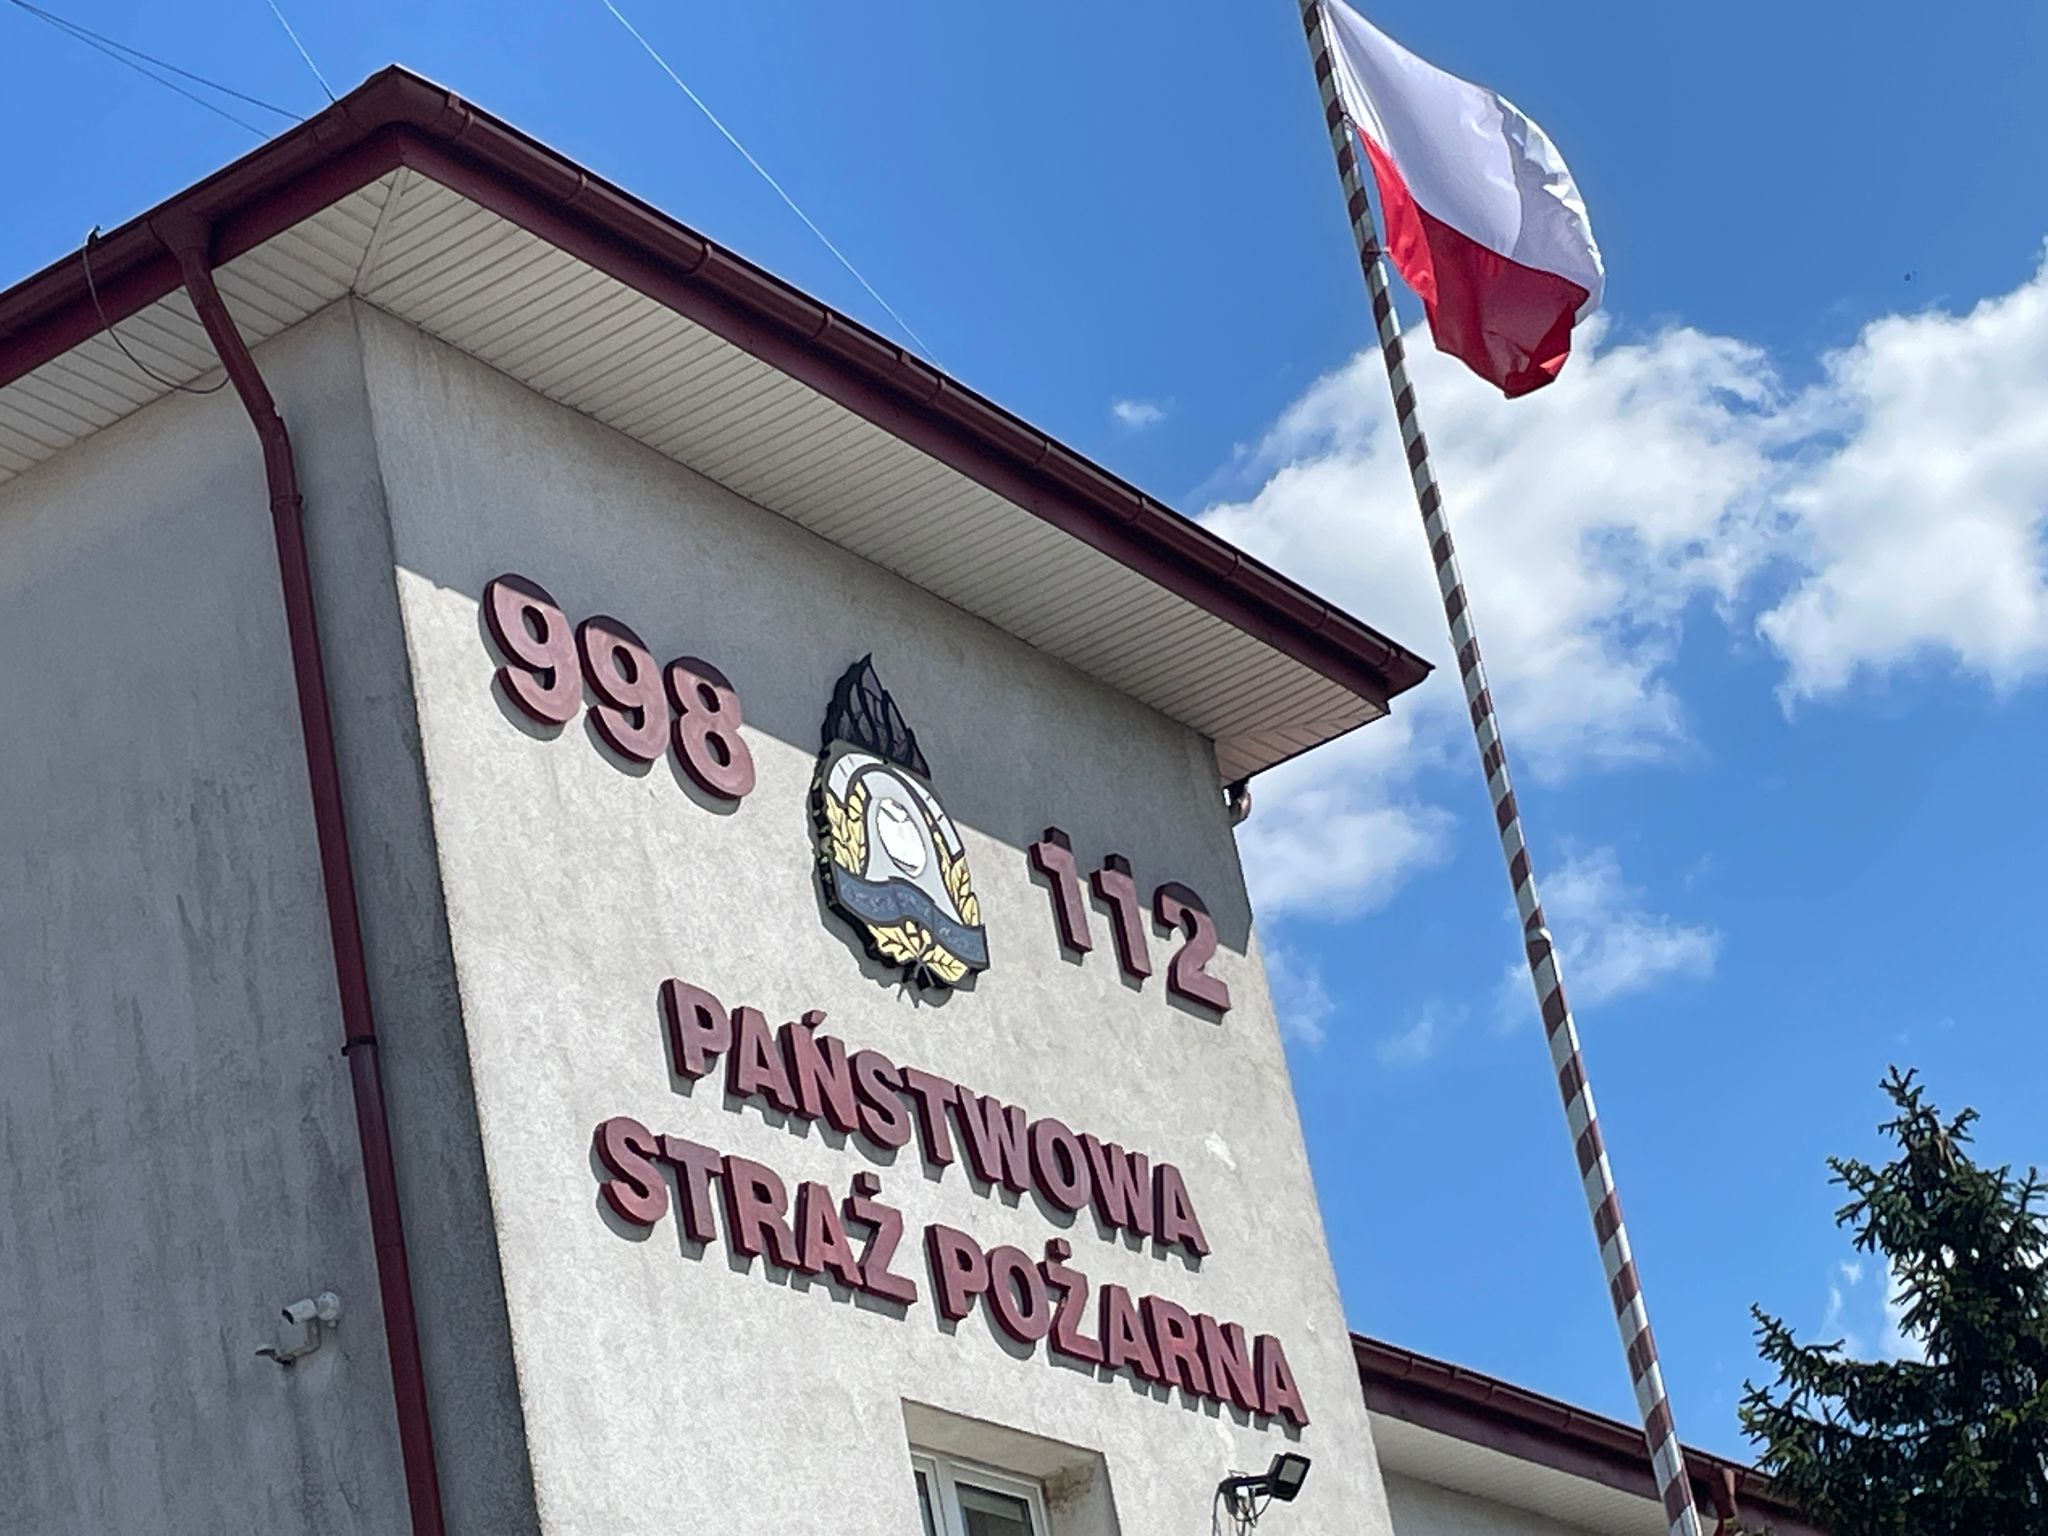 998 112
PAŃSTWOWA
STRAŻ POŻARNA